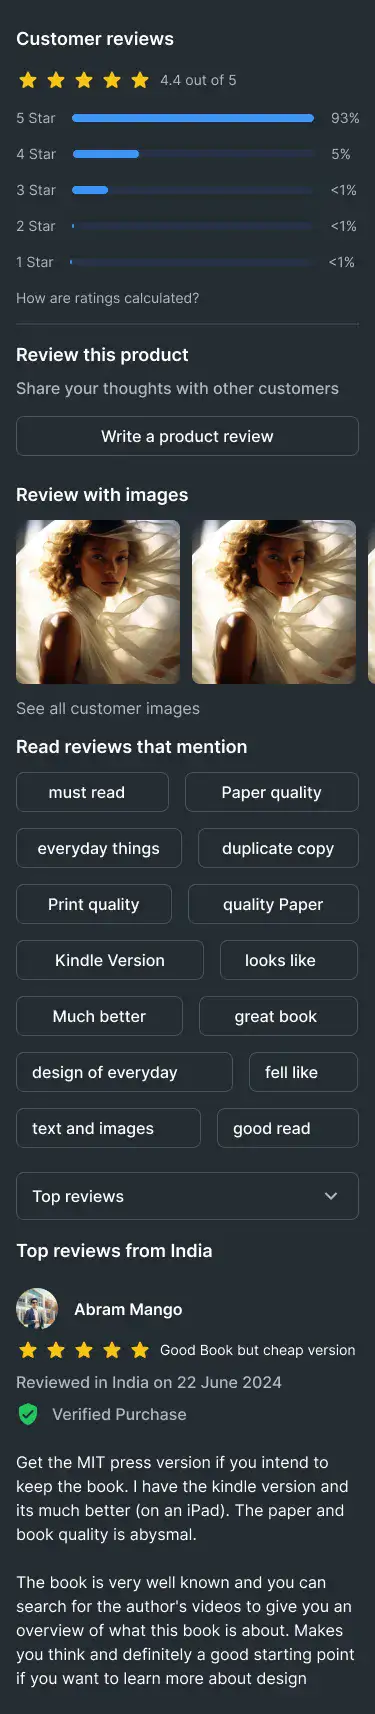 Customer reviews
4.4 out of 5
5 Star 93%
4 Star 5%
3 Star <1%
2 Star <1%
1 Star <1%
How are ratings calculated?
Review this product
Share your thoughts with other customers
Write a product review
Review with images
See all customer images
Read reviews that mention
must read Paper quality
everyday things duplicate copy
Print quality quality Paper
Kindle Version looks like
Much better great book
design of everyday fell like
text and images good read
Top reviews
Top reviews from India
Abram Mango
Good Book but cheap version
Reviewed in India on 22 June 2024
Verified Purchase
Get the MIT press version if you intend to
keep the book. I have the kindle version and
its much better (on an iPad). The paper and
book quality is abysmal.
The book is very well known and you can
search for the author's videos to give you an
overview of what this book is about. Makes
you think and definitely a good starting point
if you want to learn more about design